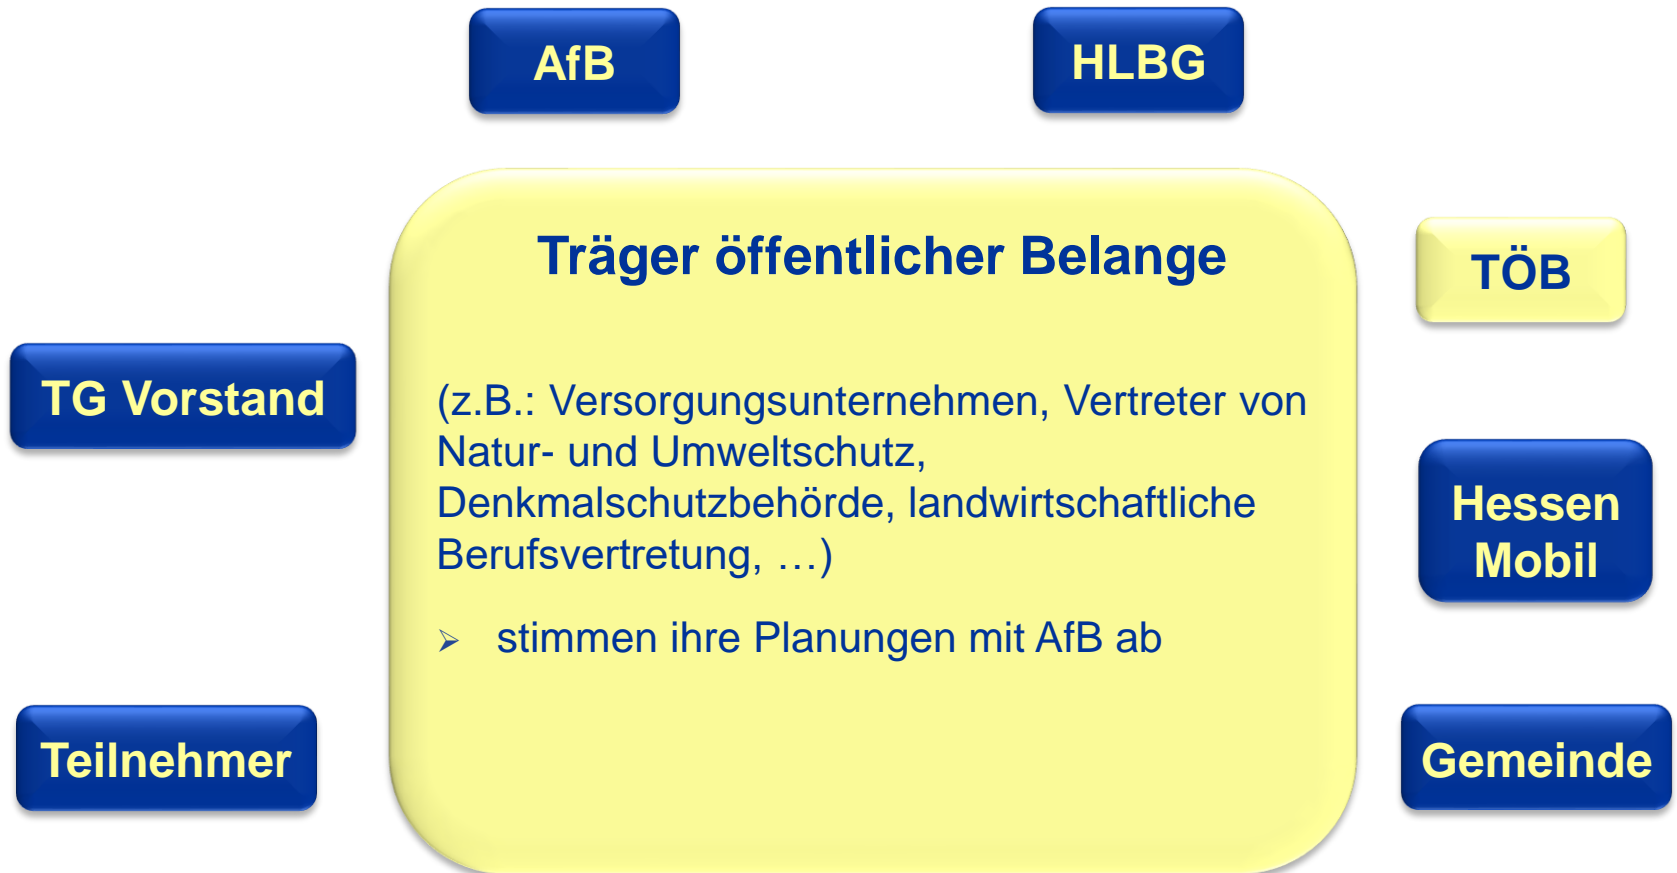 AfB
HLBG
Träger öffentlicher Belange
TÖB
TG Vorstand
(z.B.: Versorgungsunternehmen, Vertreter von
Natur- und Umweltschutz,
Denkmalschutzbehörde, landwirtschaftliche
Berufsvertretung, …)
Hessen
Mobil
➢ stimmen ihre Planungen mit AfB ab
Teilnehmer
Gemeinde